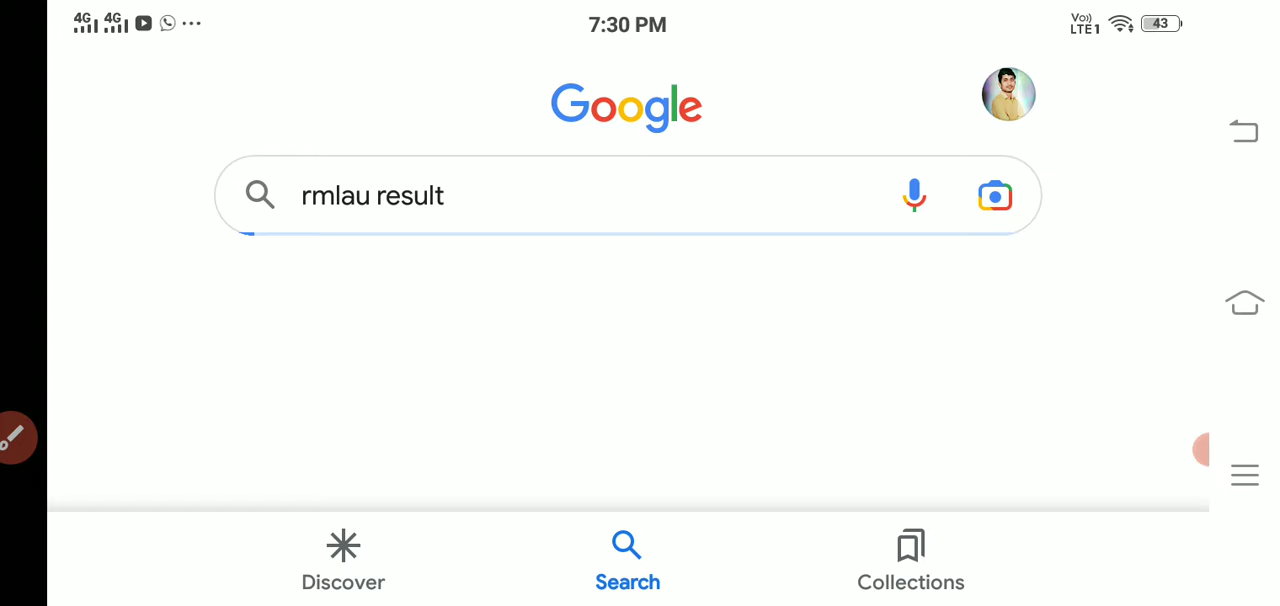 4G 4G 7:30 PM Vo)) LTE1 43
Google
rmlau result
Discover Search Collections